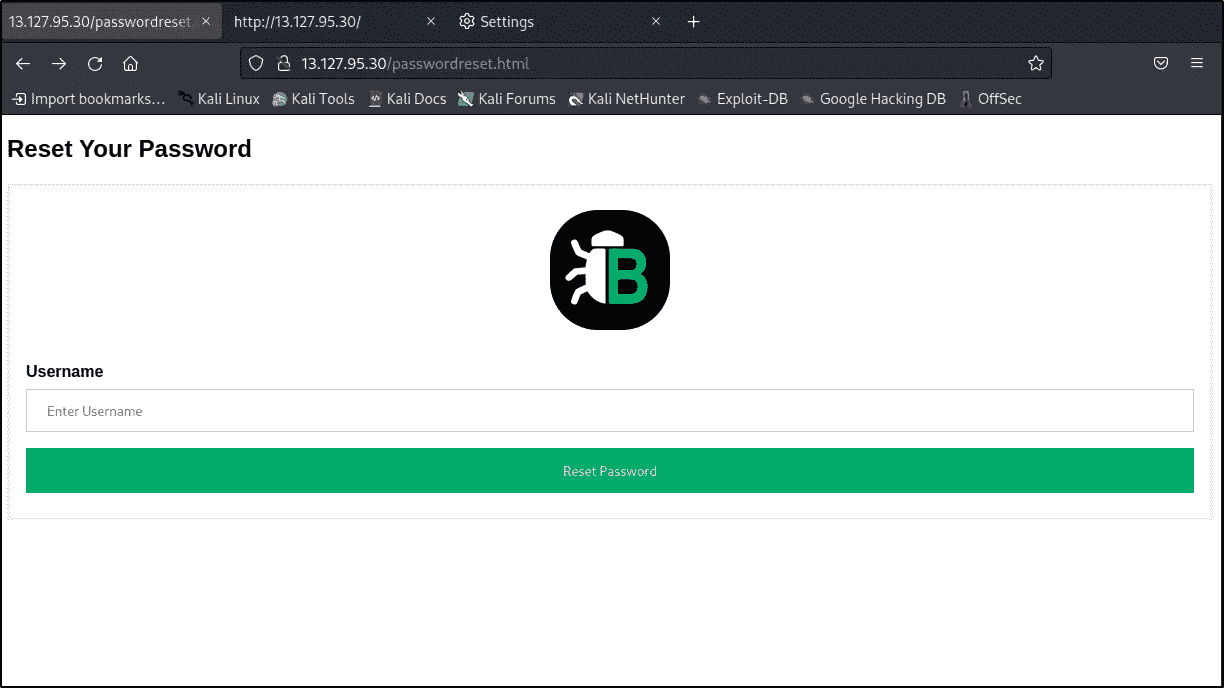 13.127.95.30/passwordreset. http://13.127.95.30/ Settings
13.127.95.30/passwordreset.html
Import bookmarks... Kali Linux Kali Tools Kali Docs Kali Forums Kali NetHunter Exploit-DB Google Hacking DB OffSec
Reset Your Password
B
Username
Enter Username
Reset Password